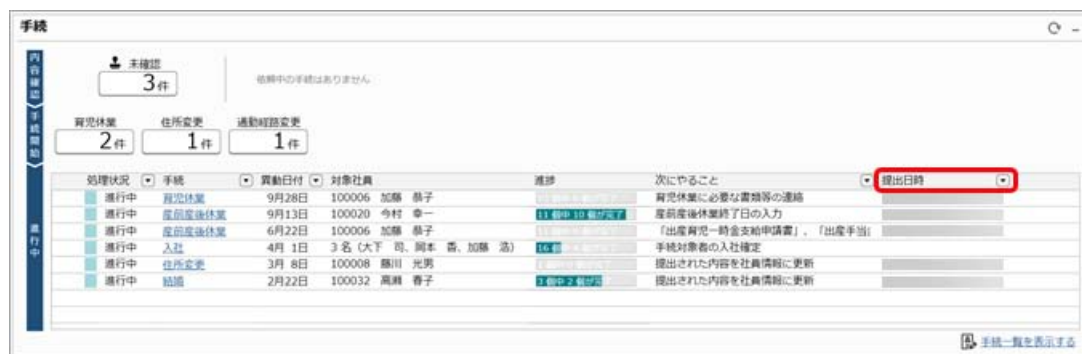 手続
内容確認
未確認
3件
依頼中の手続はありません
手続開始
育児休業 住所変更 通勤経路変更
2件 1件 1件
処理状況 手続 異動日付 対象社員 進捗 次にやること 提出日時
進行中
進行中 育児休業 9月28日 100006 加藤 恭子 育児休業に必要な書類等の連絡
進行中 産前産後休業 9月13日 100020 今村 幸一 11 個中 10 個が完了 産前産後休業終了日の入力
進行中 産前産後休業 6月22日 100006 加藤 恭子 「出産育児一時金支給申請書」、「出産手当
進行中 入社 4月 1日 3 名（大下 司、岡本 香、加藤 浩） 16 個 手続対象者の入社確定
進行中 住所変更 3月 8日 100008 藤川 光男 提出された内容を社員情報に更新
進行中 結婚 2月22日 100032 高瀬 春子 3 個中 2 個が完了 提出された内容を社員情報に更新
手続一覧を表示する